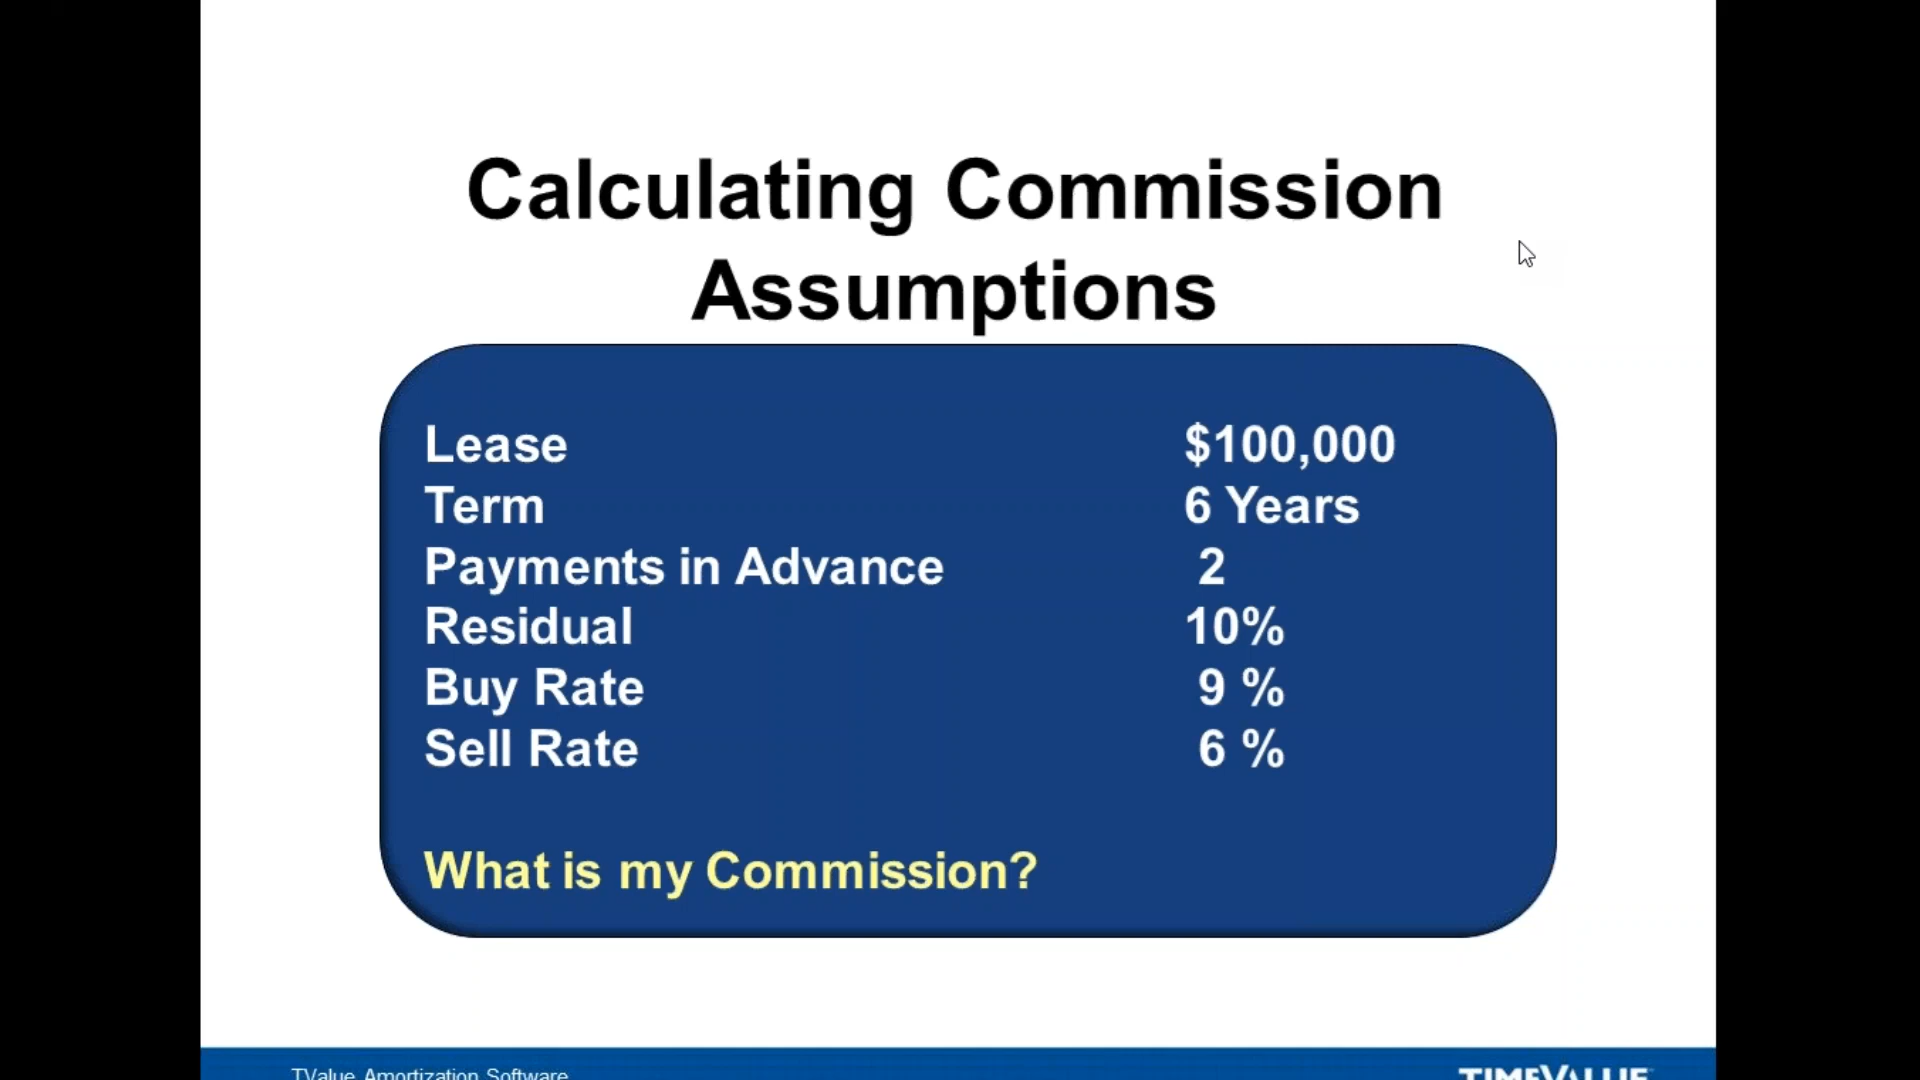 Calculating Commission
Assumptions
Lease $100,000
Term 6 Years
Payments in Advance 2
Residual 10%
Buy Rate 9 %
Sell Rate 6 %
What is my Commission?
TValue Amortization Software
TIMEVALUE